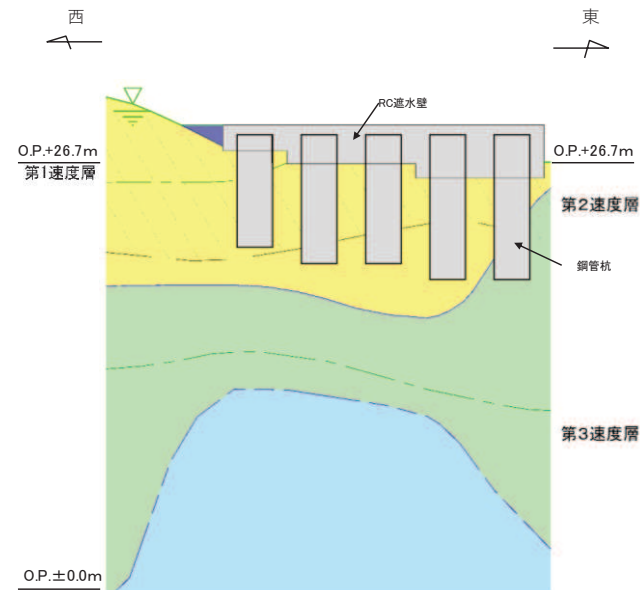 西
東
RC遮水壁
O.P.+26.7m
O.P.+26.7m
第1速度層
第2速度層
鋼管杭
第3速度層
O.P.±0.0m